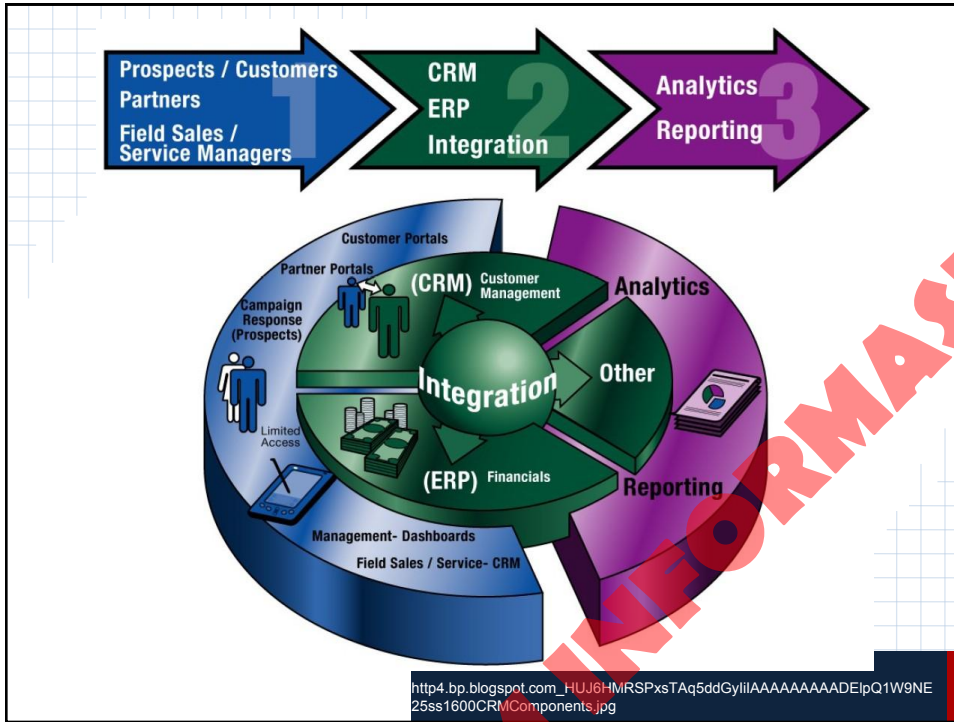 Prospects / Customers
Partners
Field Sales /
Service Managers
1
CRM
ERP
Integration
2
Analytics
Reporting
3
Customer Portals
Partner Portals
Campaign
Response
(Prospects)
Limited
Access
Management- Dashboards
Field Sales / Service- CRM
(CRM) Customer
Management
Integration
Other
(ERP) Financials
Analytics
Reporting
INFORMAS
http4.bp.blogspot.com_HUJ6HMRSPxsTAq5ddGyIiIAAAAAAAAADEIpQ1W9NE
25ss1600CRMComponents.jpg